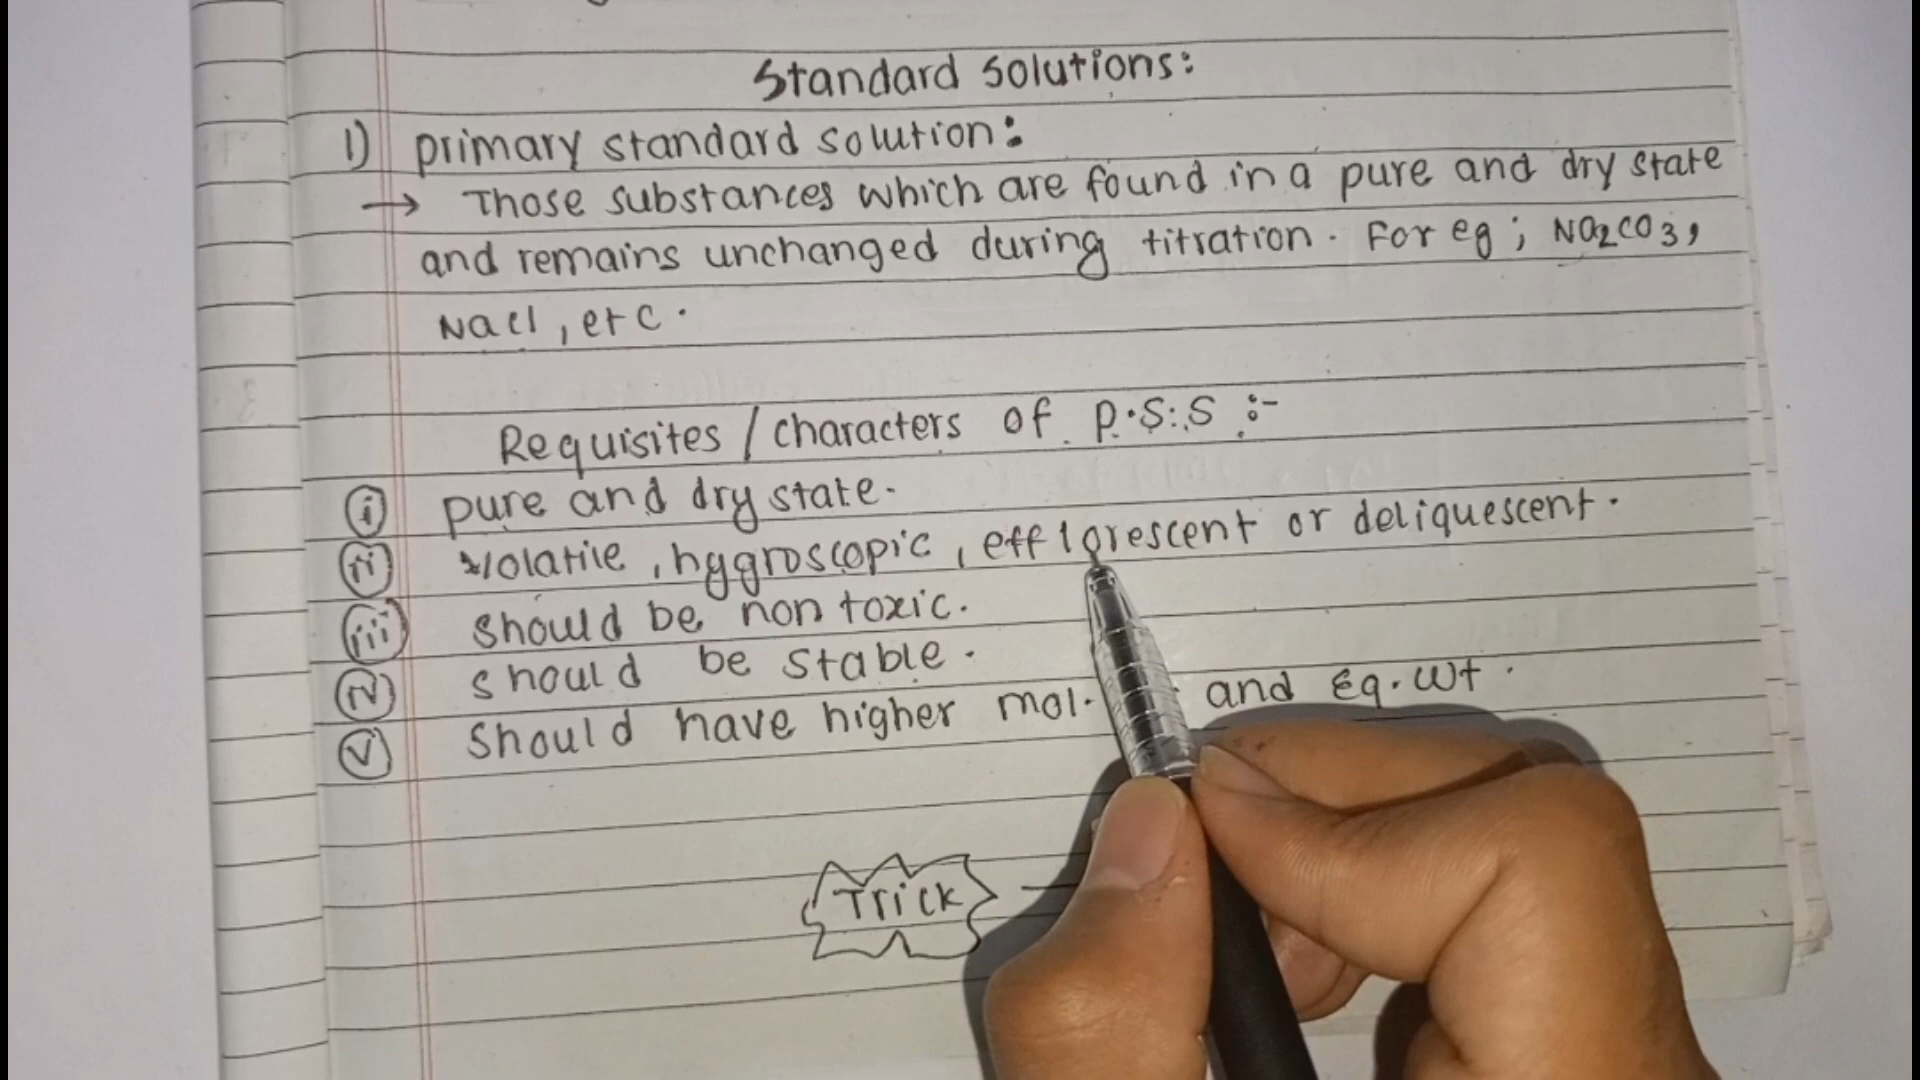 Standard solutions:
1) primary standard solution:
→ Those substances which are found in a pure and dry state
and remains unchanged during titration. For eg; Na2CO3,
Nacl, etc.
Requisites / characters of P.S.S :-
(i) pure and dry state.
(ii) volatile, hygroscopic, efflorescent or deliquescent.
(iii) should be non toxic.
(iv) should be stable.
(v) should have higher mol. and Eq. wt.
Trick